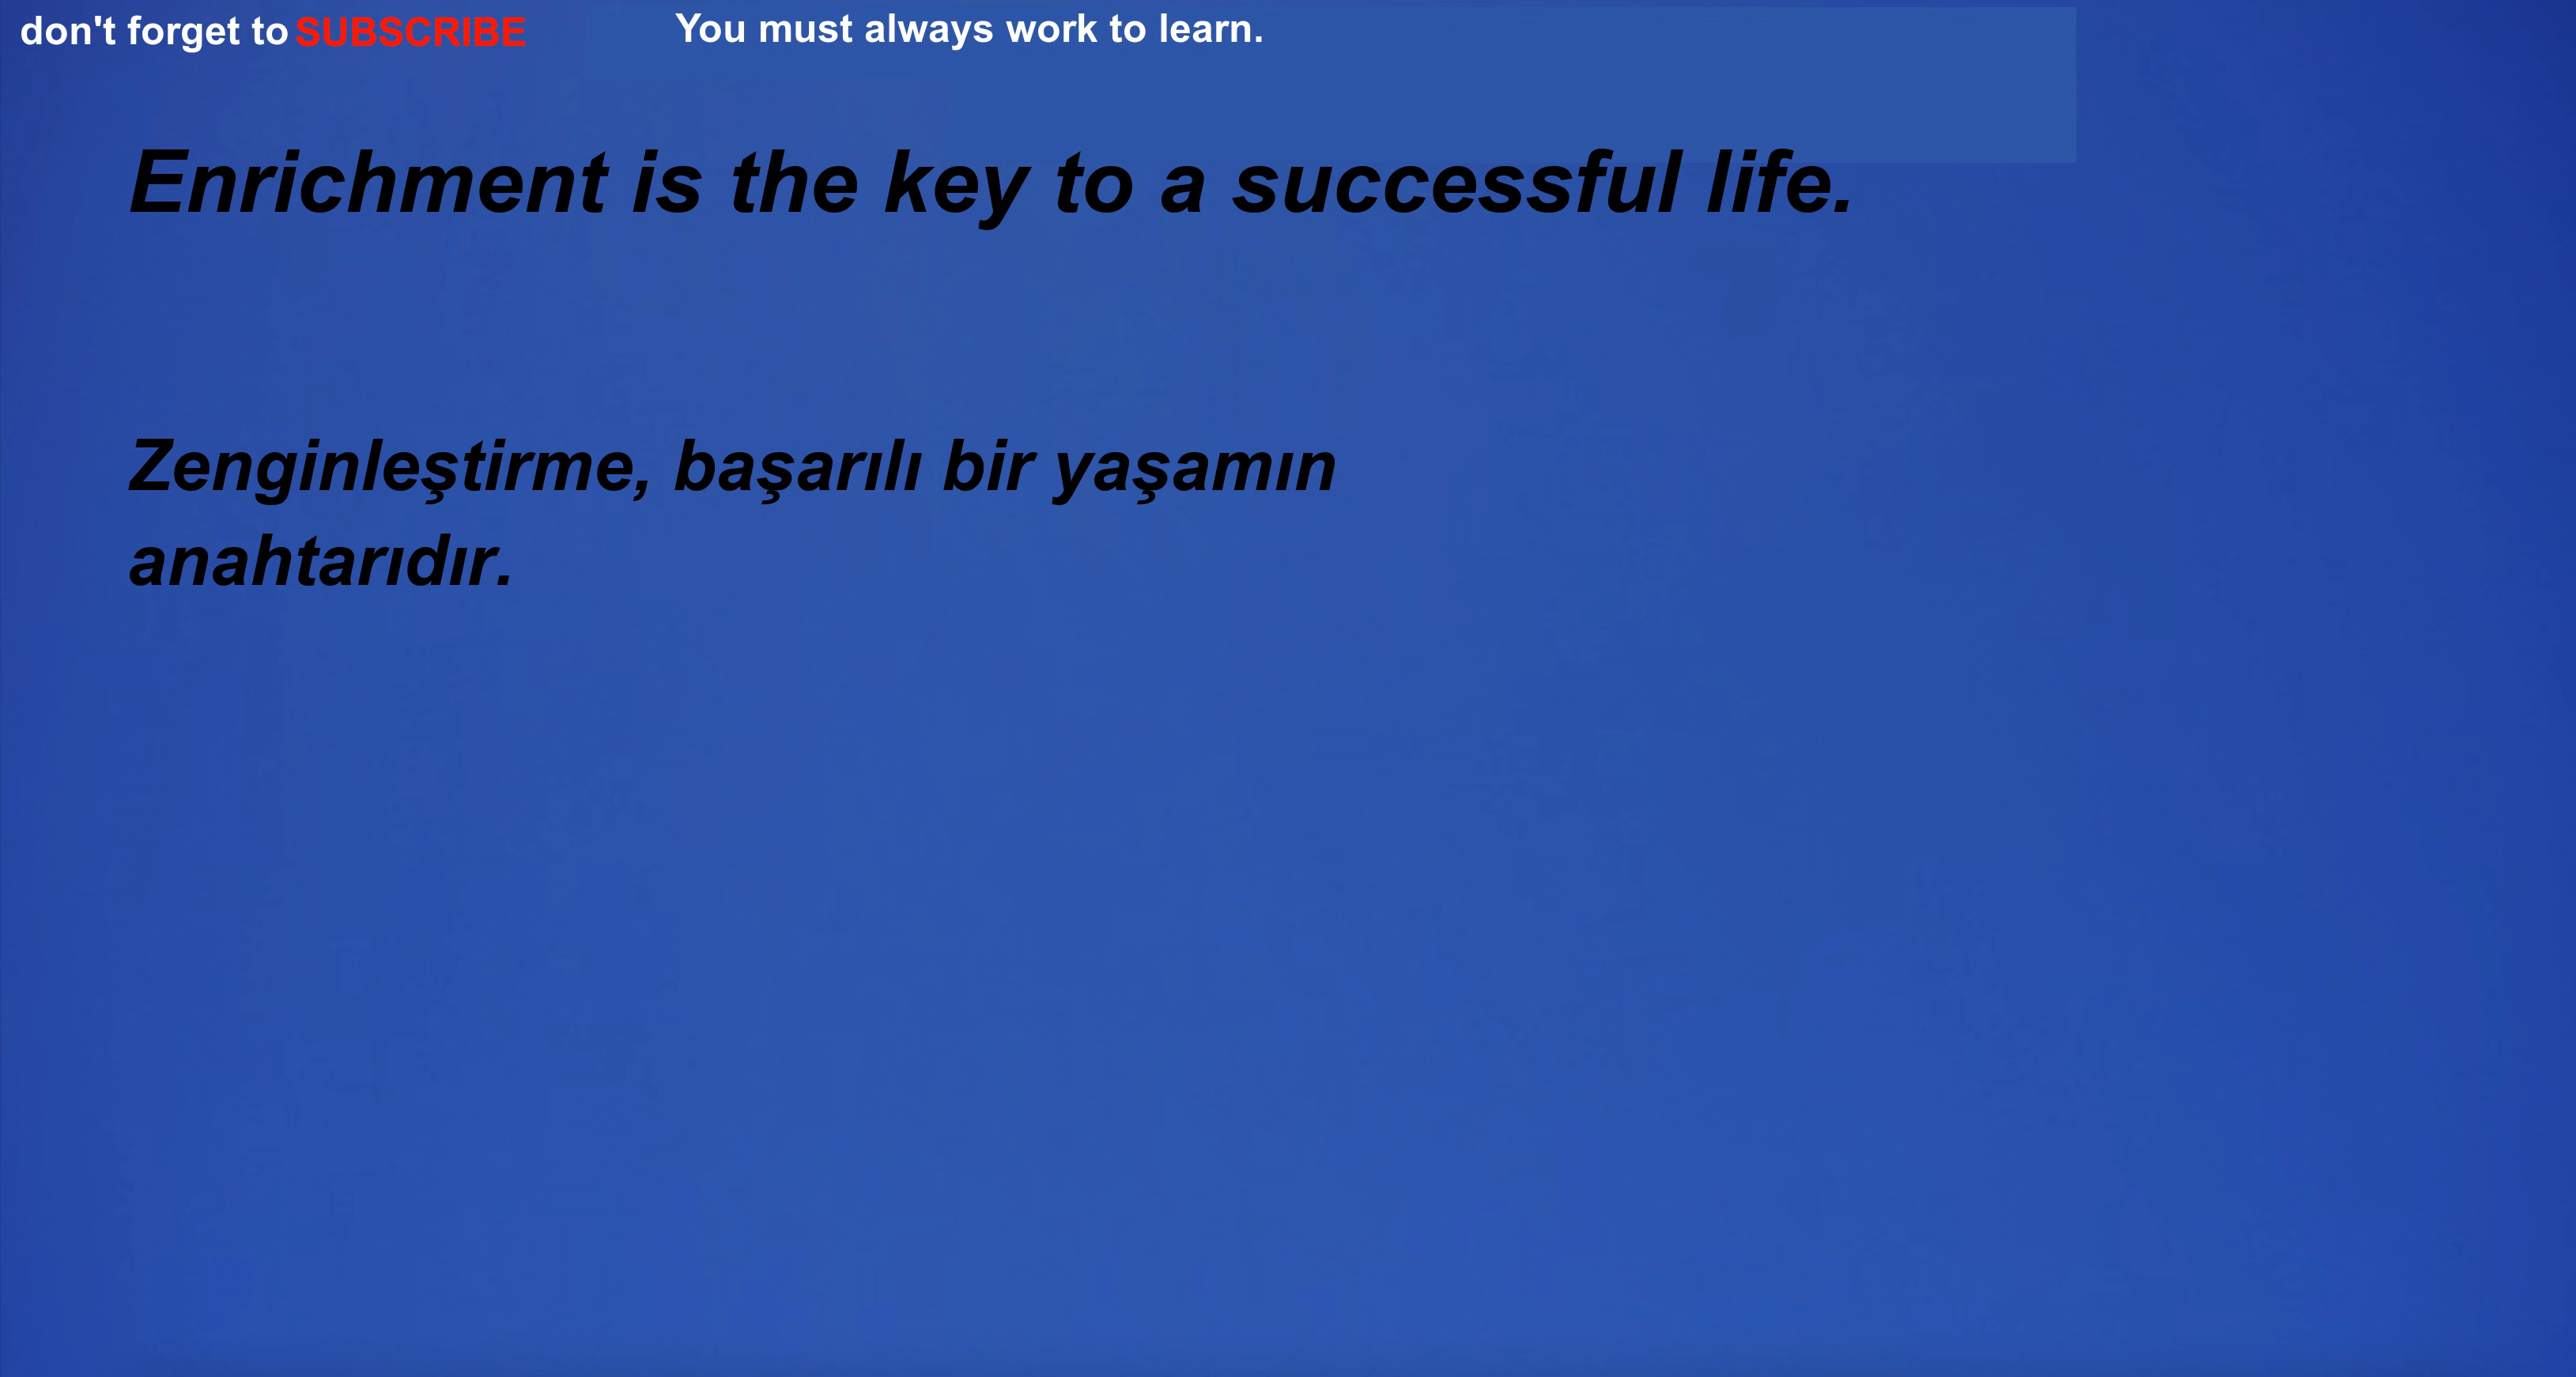 don't forget to SUBSCRIBE
You must always work to learn.
Enrichment is the key to a successful life.
Zenginleştirme, başarılı bir yaşamın
anahtarıdır.